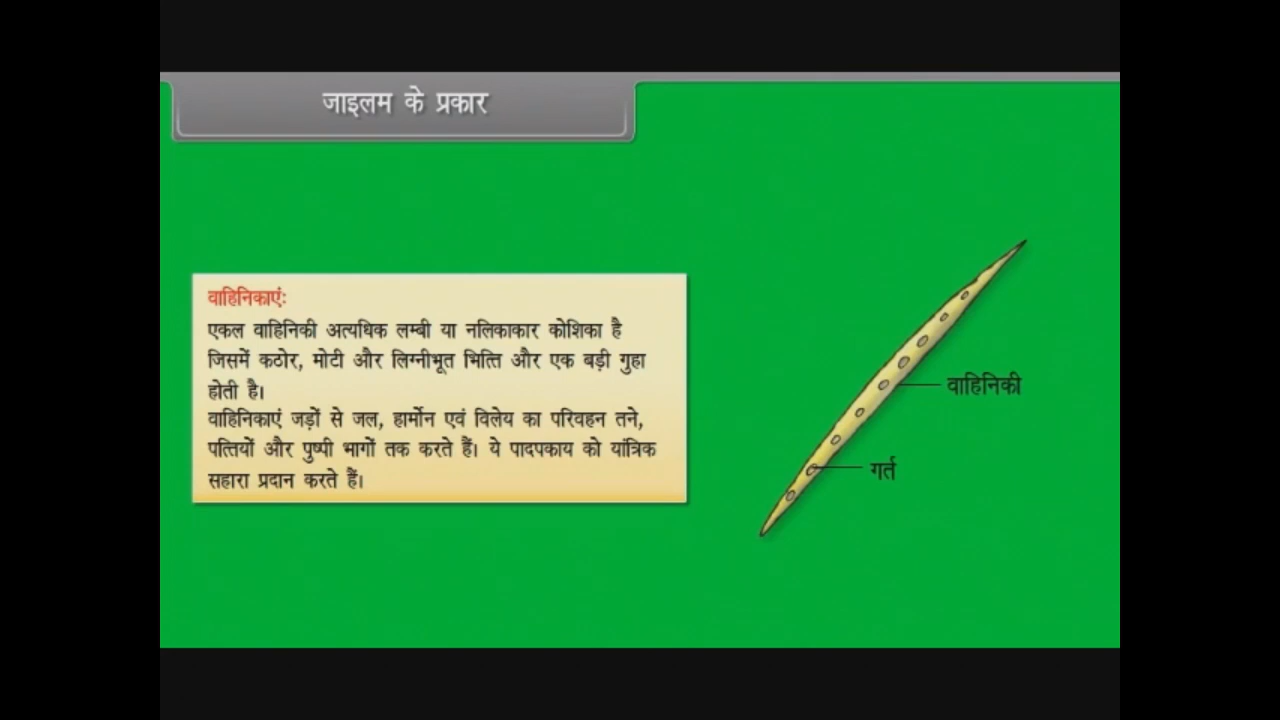 जाइलम के प्रकार
वाहिनिकाएं:
एकल वाहिनिकी अत्यधिक लम्बी या नलिकाकार कोशिका है
जिसमें कठोर, मोटी और लिग्नीभूत भित्ति और एक बड़ी गुहा
होती है।
वाहिनिकाएं जड़ों से जल, हार्मोन एवं विलेय का परिवहन तने,
पत्तियों और पुष्पी भागों तक करते हैं। ये पादपकाय को यांत्रिक
सहारा प्रदान करते हैं।
वाहिनिकी
गर्त